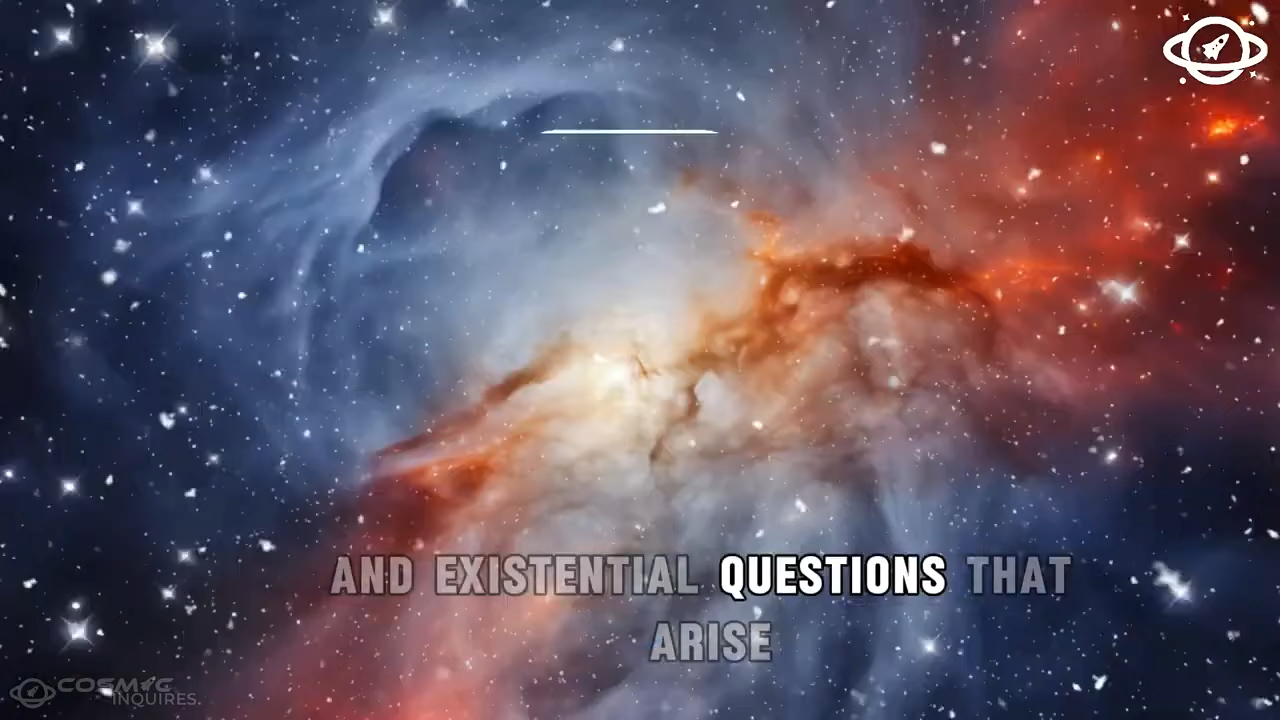 AND EXISTENTIAL QUESTIONS THAT
ARISE
COSMIC
INQUIRES.